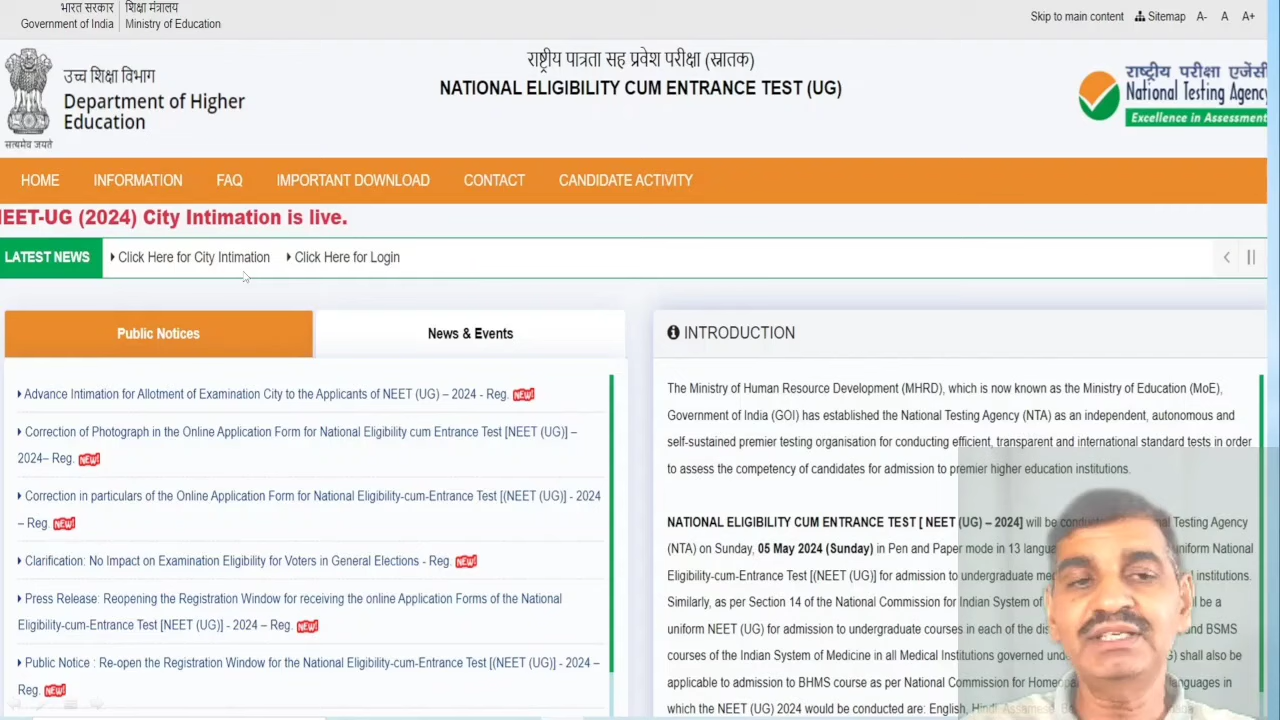 भारत सरकार शिक्षा मंत्रालय
Government of India Ministry of Education
Skip to main content Sitemap A- A A+
उच्च शिक्षा विभाग
Department of Higher
Education
सत्यमेव जयते
राष्ट्रीय पात्रता सह प्रवेश परीक्षा (स्नातक)
NATIONAL ELIGIBILITY CUM ENTRANCE TEST (UG)
राष्ट्रीय परीक्षा एजेंसी
National Testing Agency
Excellence in Assessment
HOME INFORMATION FAQ IMPORTANT DOWNLOAD CONTACT CANDIDATE ACTIVITY
NEET-UG (2024) City Intimation is live.
LATEST NEWS Click Here for City Intimation Click Here for Login
Public Notices News & Events
Advance Intimation for Allotment of Examination City to the Applicants of NEET (UG) – 2024 - Reg. NEW!
Correction of Photograph in the Online Application Form for National Eligibility cum Entrance Test [NEET (UG)] –
2024– Reg. NEW!
Correction in particulars of the Online Application Form for National Eligibility-cum-Entrance Test [(NEET (UG)] - 2024
– Reg. NEW!
Clarification: No Impact on Examination Eligibility for Voters in General Elections - Reg. NEW!
Press Release: Reopening the Registration Window for receiving the online Application Forms of the National
Eligibility-cum-Entrance Test [NEET (UG)] - 2024 – Reg. NEW!
Public Notice : Re-open the Registration Window for the National Eligibility-cum-Entrance Test [(NEET (UG)] - 2024 –
Reg. NEW!
INTRODUCTION
The Ministry of Human Resource Development (MHRD), which is now known as the Ministry of Education (MoE),
Government of India (GOI) has established the National Testing Agency (NTA) as an independent, autonomous and
self-sustained premier testing organisation for conducting efficient, transparent and international standard tests in order
to assess the competency of candidates for admission to premier higher education institutions.
NATIONAL ELIGIBILITY CUM ENTRANCE TEST [ NEET (UG) – 2024] will be Testing Agency
(NTA) on Sunday, 05 May 2024 (Sunday) in Pen and Paper mode in 13 uniform National
Eligibility-cum-Entrance Test [(NEET (UG)] for admission to undergraduate institutions.
Similarly, as per Section 14 of the National Commission for Indian System of be a
uniform NEET (UG) for admission to undergraduate courses in each of the and BSMS
courses of the Indian System of Medicine in all Medical Institutions governed shall also be
applicable to admission to BHMS course as per National Commission for
which the NEET (UG) 2024 would be conducted are: English, Hindi